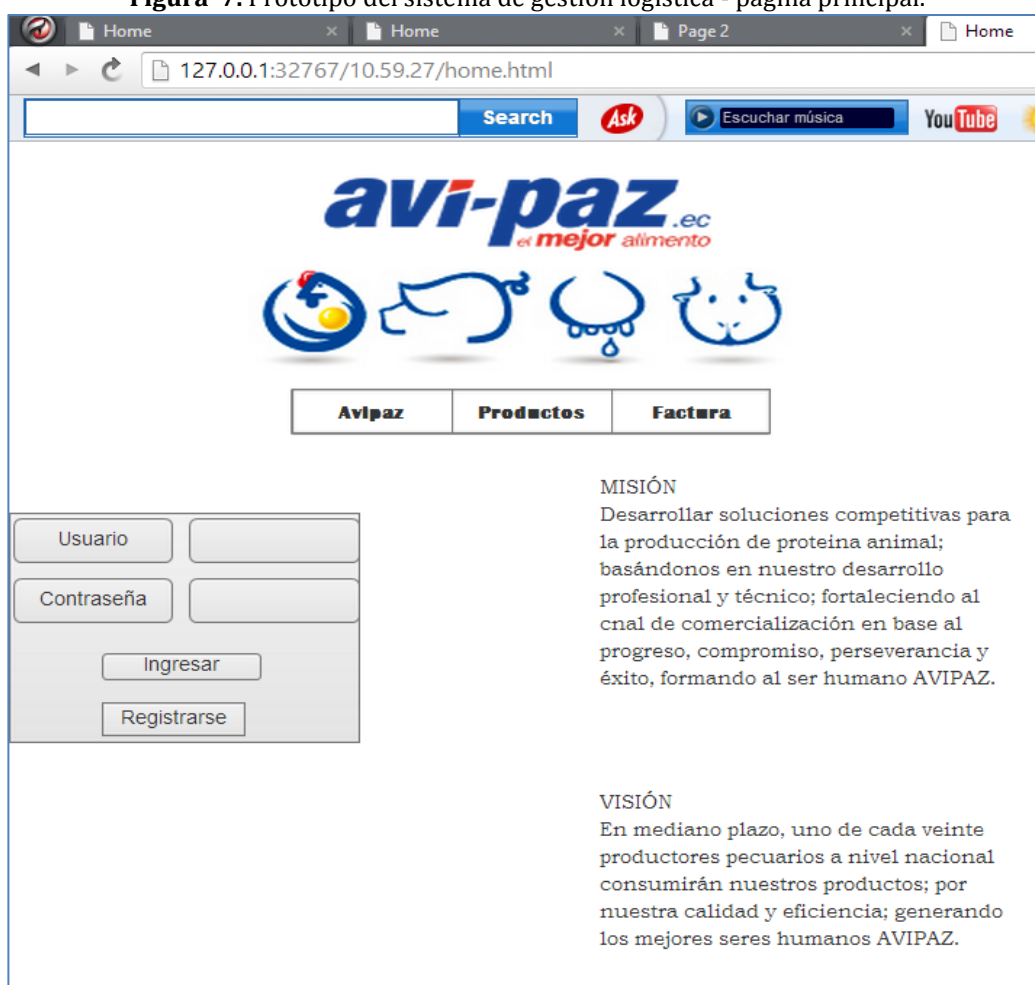 Figura 7. Prototipo del sistema de gestión logística - página principal.
Home Home Page 2 Home
127.0.0.1:32767/10.59.27/home.html
Search Ask Escuchar música YouTube
avi-paz.ec
el mejor alimento
Avipaz Productos Factura
MISIÓN
Desarrollar soluciones competitivas para
la producción de proteina animal;
basándonos en nuestro desarrollo
profesional y técnico; fortaleciendo al
cnal de comercialización en base al
progreso, compromiso, perseverancia y
éxito, formando al ser humano AVIPAZ.
Usuario
Contraseña
Ingresar
Registrarse
VISIÓN
En mediano plazo, uno de cada veinte
productores pecuarios a nivel nacional
consumirán nuestros productos; por
nuestra calidad y eficiencia; generando
los mejores seres humanos AVIPAZ.